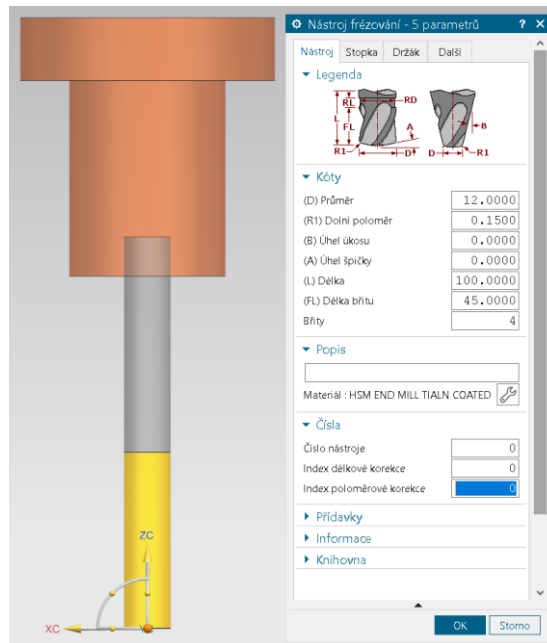 Nástroj frézování - 5 parametrů
? X
Nástroj Stopka Držák Další
Legenda
RL RD
L FL A B
R1 D D R1
Kóty
(D) Průměr 12.0000
(R1) Dolní poloměr 0.1500
(B) Úhel úkosu 0.0000
(A) Úhel špičky 0.0000
(L) Délka 100.0000
(FL) Délka břitu 45.0000
Břity 4
Popis
Materiál : HSM END MILL TIALN COATED
Čísla
Číslo nástroje 0
Index délkové korekce 0
Index poloměrové korekce 0
Přídavky
Informace
Knihovna
OK Storno
ZC
XC